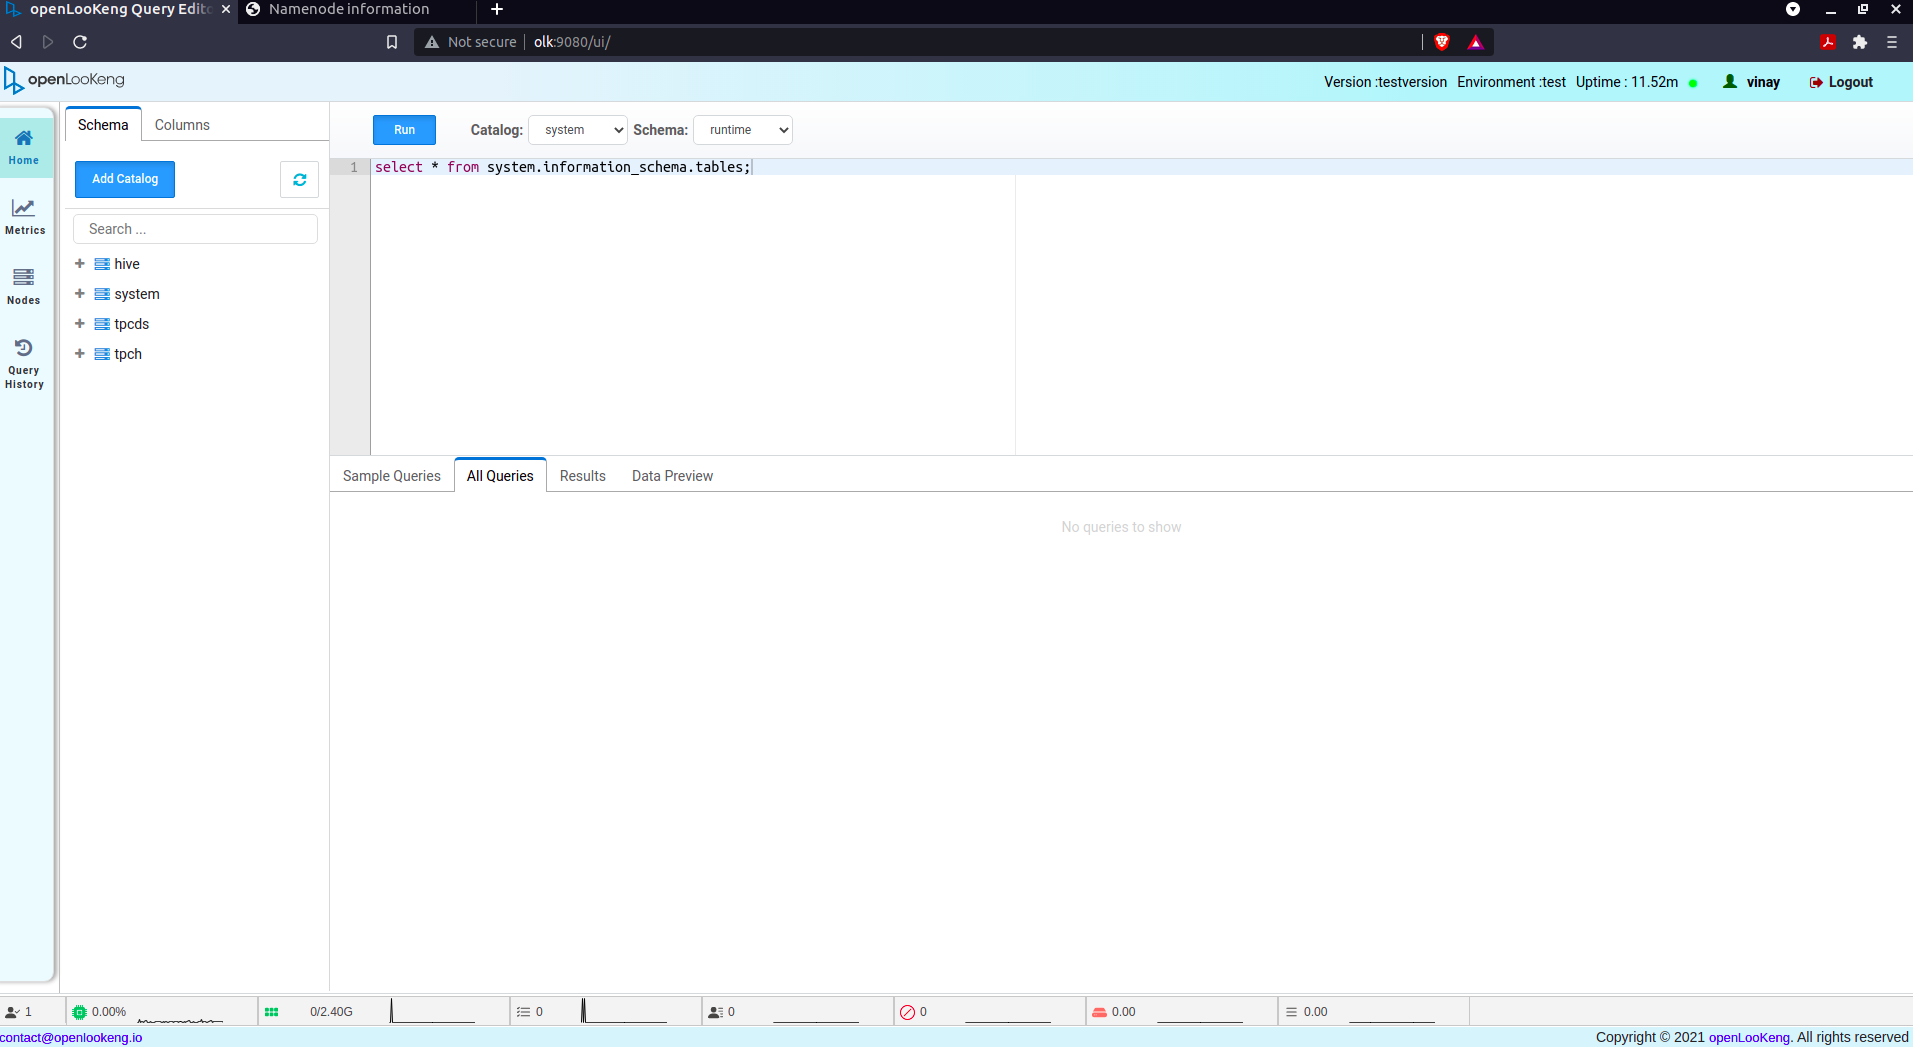 openLooKeng Query Edito
Namenode information
Not secure
olk:9080/ui/
openLooKeng
Version :testversion Environment :test Uptime : 11.52m
vinay
Logout
Home
Metrics
Nodes
Query
History
Schema
Columns
Add Catalog
Search ...
hive
system
tpcds
tpch
Run
Catalog: system
Schema: runtime
1 select * from system.information_schema.tables;
Sample Queries
All Queries
Results
Data Preview
No queries to show
1
0.00%
0/2.40G
0
0
0
0.00
0.00
contact@openlookeng.io
Copyright © 2021 openLooKeng. All rights reserved